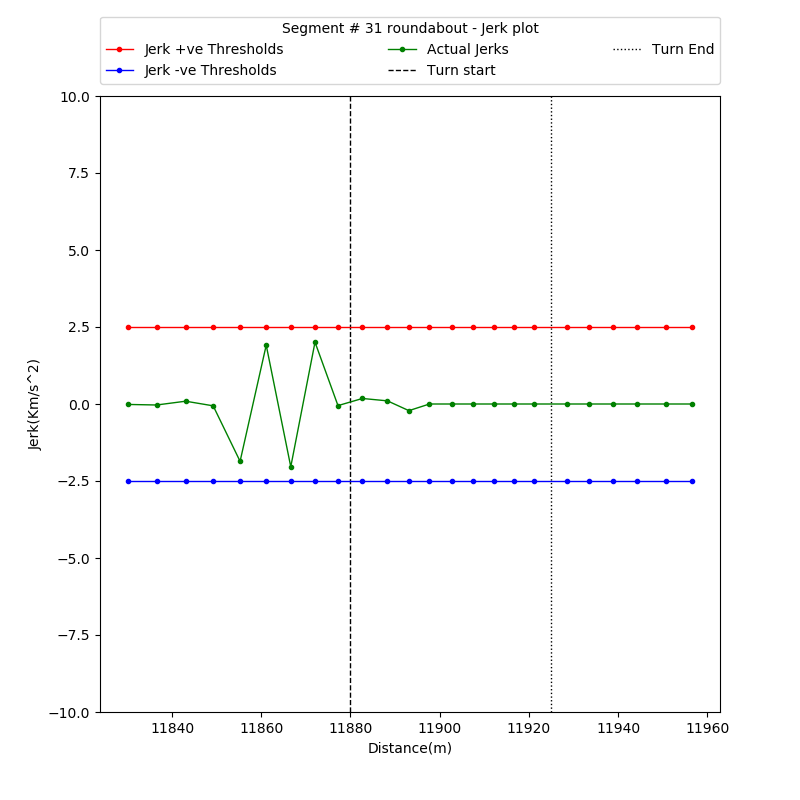 Segment # 31 roundabout - Jerk plot
Jerk +ve Thresholds
Jerk -ve Thresholds
Actual Jerks
Turn start
Turn End
10.0
7.5
5.0
2.5
0.0
−2.5
−5.0
−7.5
−10.0
Jerk(Km/s^2)
11840 11860 11880 11900 11920 11940 11960
Distance(m)